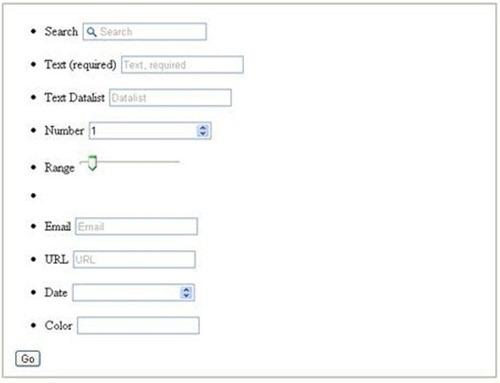 Search Search
Text (required) Text, required
Text Datalist Datalist
Number 1
Range
Email Email
URL URL
Date
Color
Go